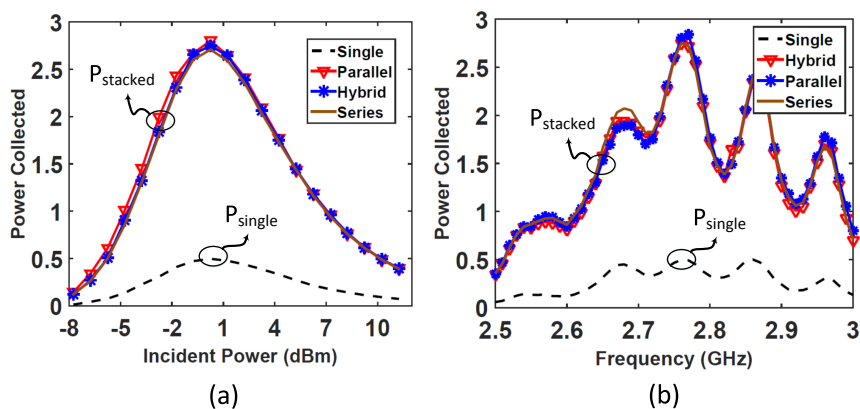 3
2.5
2
1.5
1
0.5
0
Power Collected
-8
-5
-2
1
4
7
10
Incident Power (dBm)
Single
Parallel
Hybrid
Series
Pstacked
Psingle
(a)
3
2.5
2
1.5
1
0.5
0
Power Collected
2.5
2.6
2.7
2.8
2.9
3
Frequency (GHz)
Single
Hybrid
Parallel
Series
Pstacked
Psingle
(b)